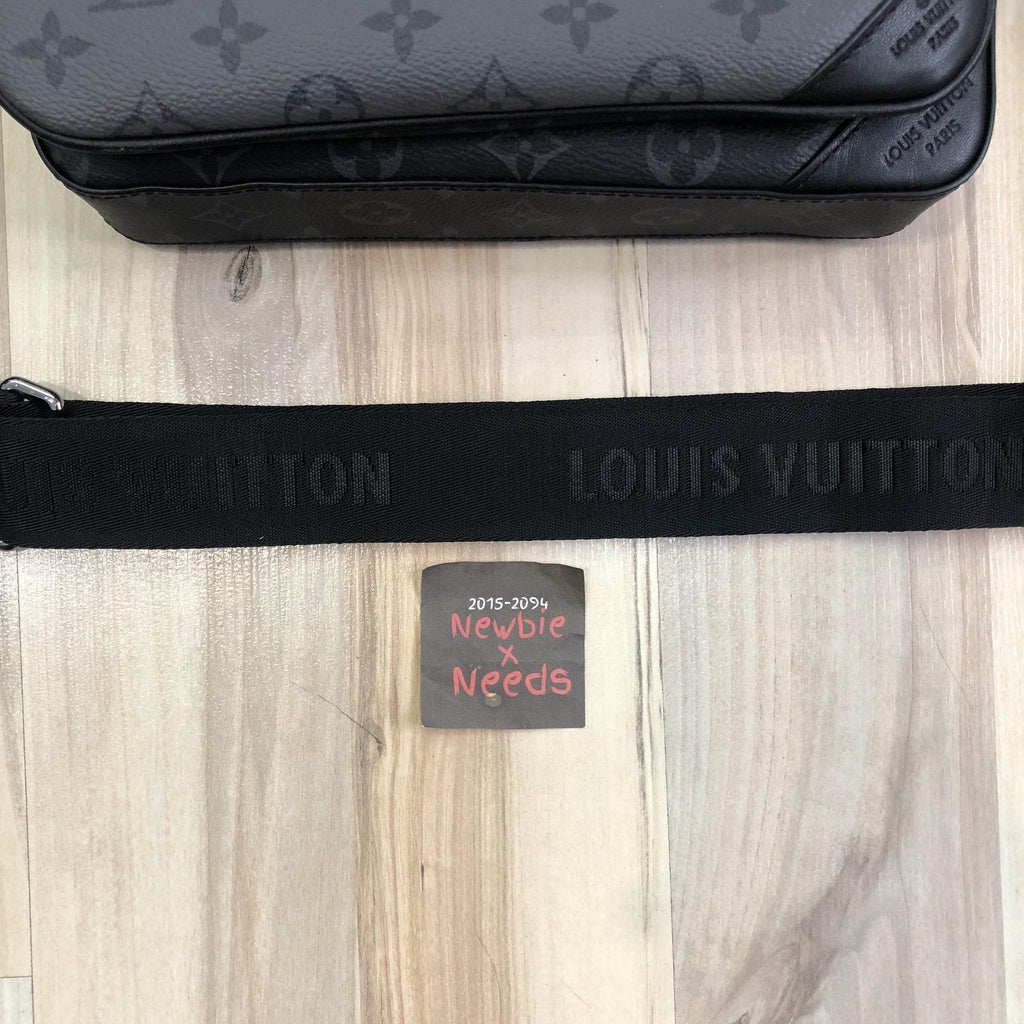 LOUIS VUITTON
PARIS
LOUIS VUITTON
PARIS
VUITTON
LOUIS VUITTON
2015-2094
Newbie
x
Needs